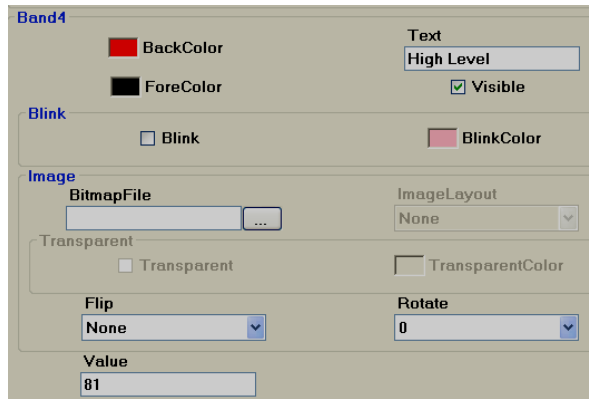 Band4
BackColor
Text
High Level
ForeColor
Visible
Blink
Blink
BlinkColor
Image
BitmapFile
...
ImageLayout
None
Transparent
Transparent
TransparentColor
Flip
None
Rotate
0
Value
81